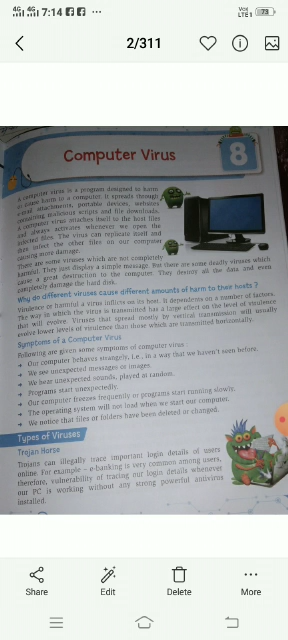 4G 4G 7:14
Vo)
LTE1
73
2/311
Computer Virus
8
A computer virus is a program designed to harm
or cause harm to a computer. It spreads through
e-mail attachments, portable devices, websites
containing malicious scripts and file downloads.
A computer virus attaches itself to the host files
and always activates whenever we open the
infected files. The virus can replicate itself and
then infect the other files on our computer
causing more damage.
There are some viruses which are not completely
harmful. They just display a simple message. But there are some deadly viruses which
cause a great destruction to the computer. They destroy all the data and even
completely damage the hard disk.
Why do different viruses cause different amounts of harm to their hosts ?
Virulence is harmful a virus inflicts on its host. It dependents on a number of factors.
The way in which the virus is transmitted has a large effect on the level of virulence
that will evolve. Viruses that spread mostly by vertical transmission will usually
evolve lower levels of virulence than those which are transmitted horizontally.
Symptoms of a Computer Virus
Following are given some symptoms of computer virus
→ Our computer behaves strangely, i.e., in a way that we haven't seen before.
→ We see unexpected messages or images.
→ We hear unexpected sounds, played at random.
→ Programs start unexpectedly.
→ Our computer freezes frequently or programs start running slowly.
→ The operating system will not load when we start our computer.
→ We notice that files or folders have been deleted or changed.
Types of Viruses
Trojan Horse
Trojans can illegally trace important login details of users
online. For example - e-banking is very common among users,
therefore, vulnerability of tracing our login details whenever
our PC is working without any strong powerful antivirus
installed.
Share
Edit
Delete
More